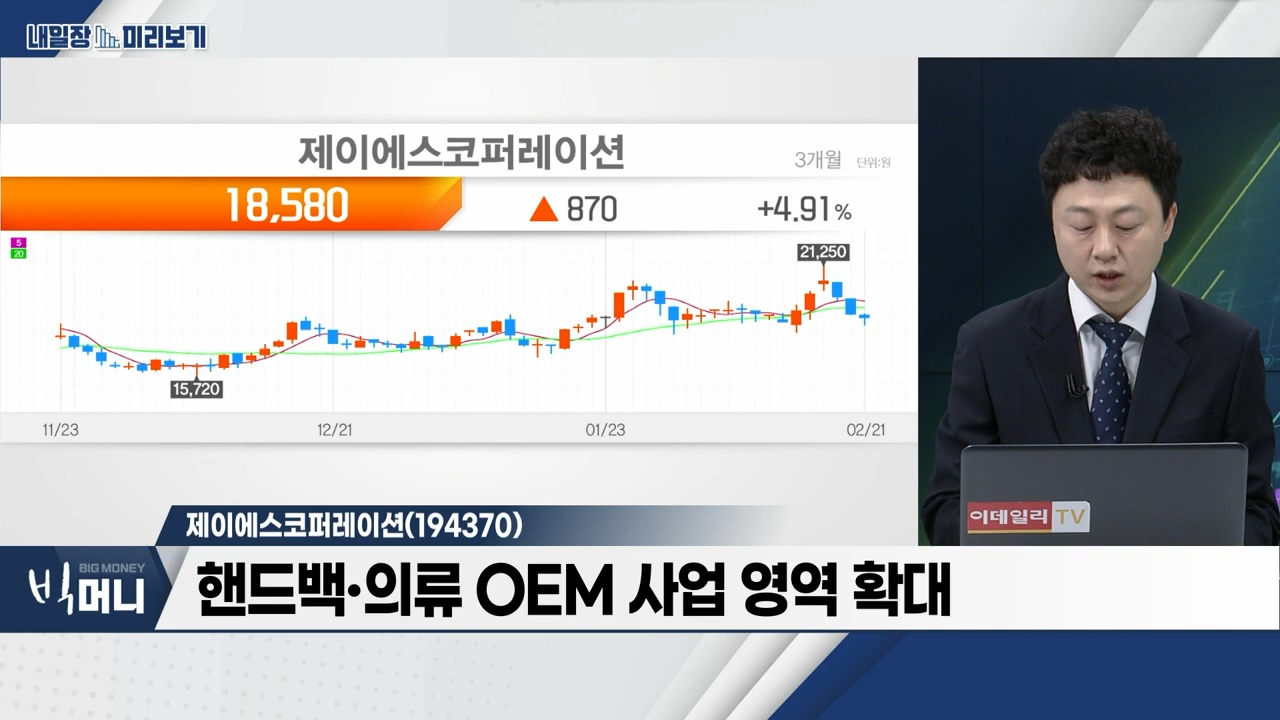 내일장 미리보기
제이에스코퍼레이션
3개월 단위:원
18,580 ▲ 870 +4.91%
5
20
21,250
15,720
11/23 12/21 01/23 02/21
이데일리 TV
제이에스코퍼레이션(194370)
BIG MONEY
빅머니
핸드백·의류 OEM 사업 영역 확대